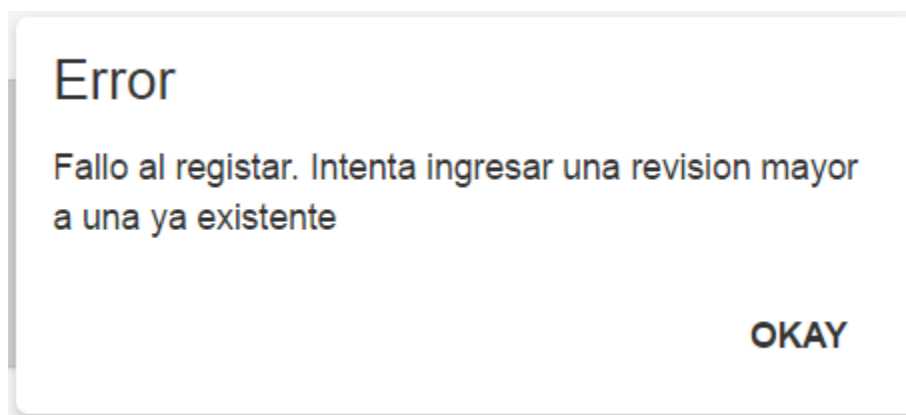 Error
Fallo al registar. Intenta ingresar una revision mayor
a una ya existente
OKAY